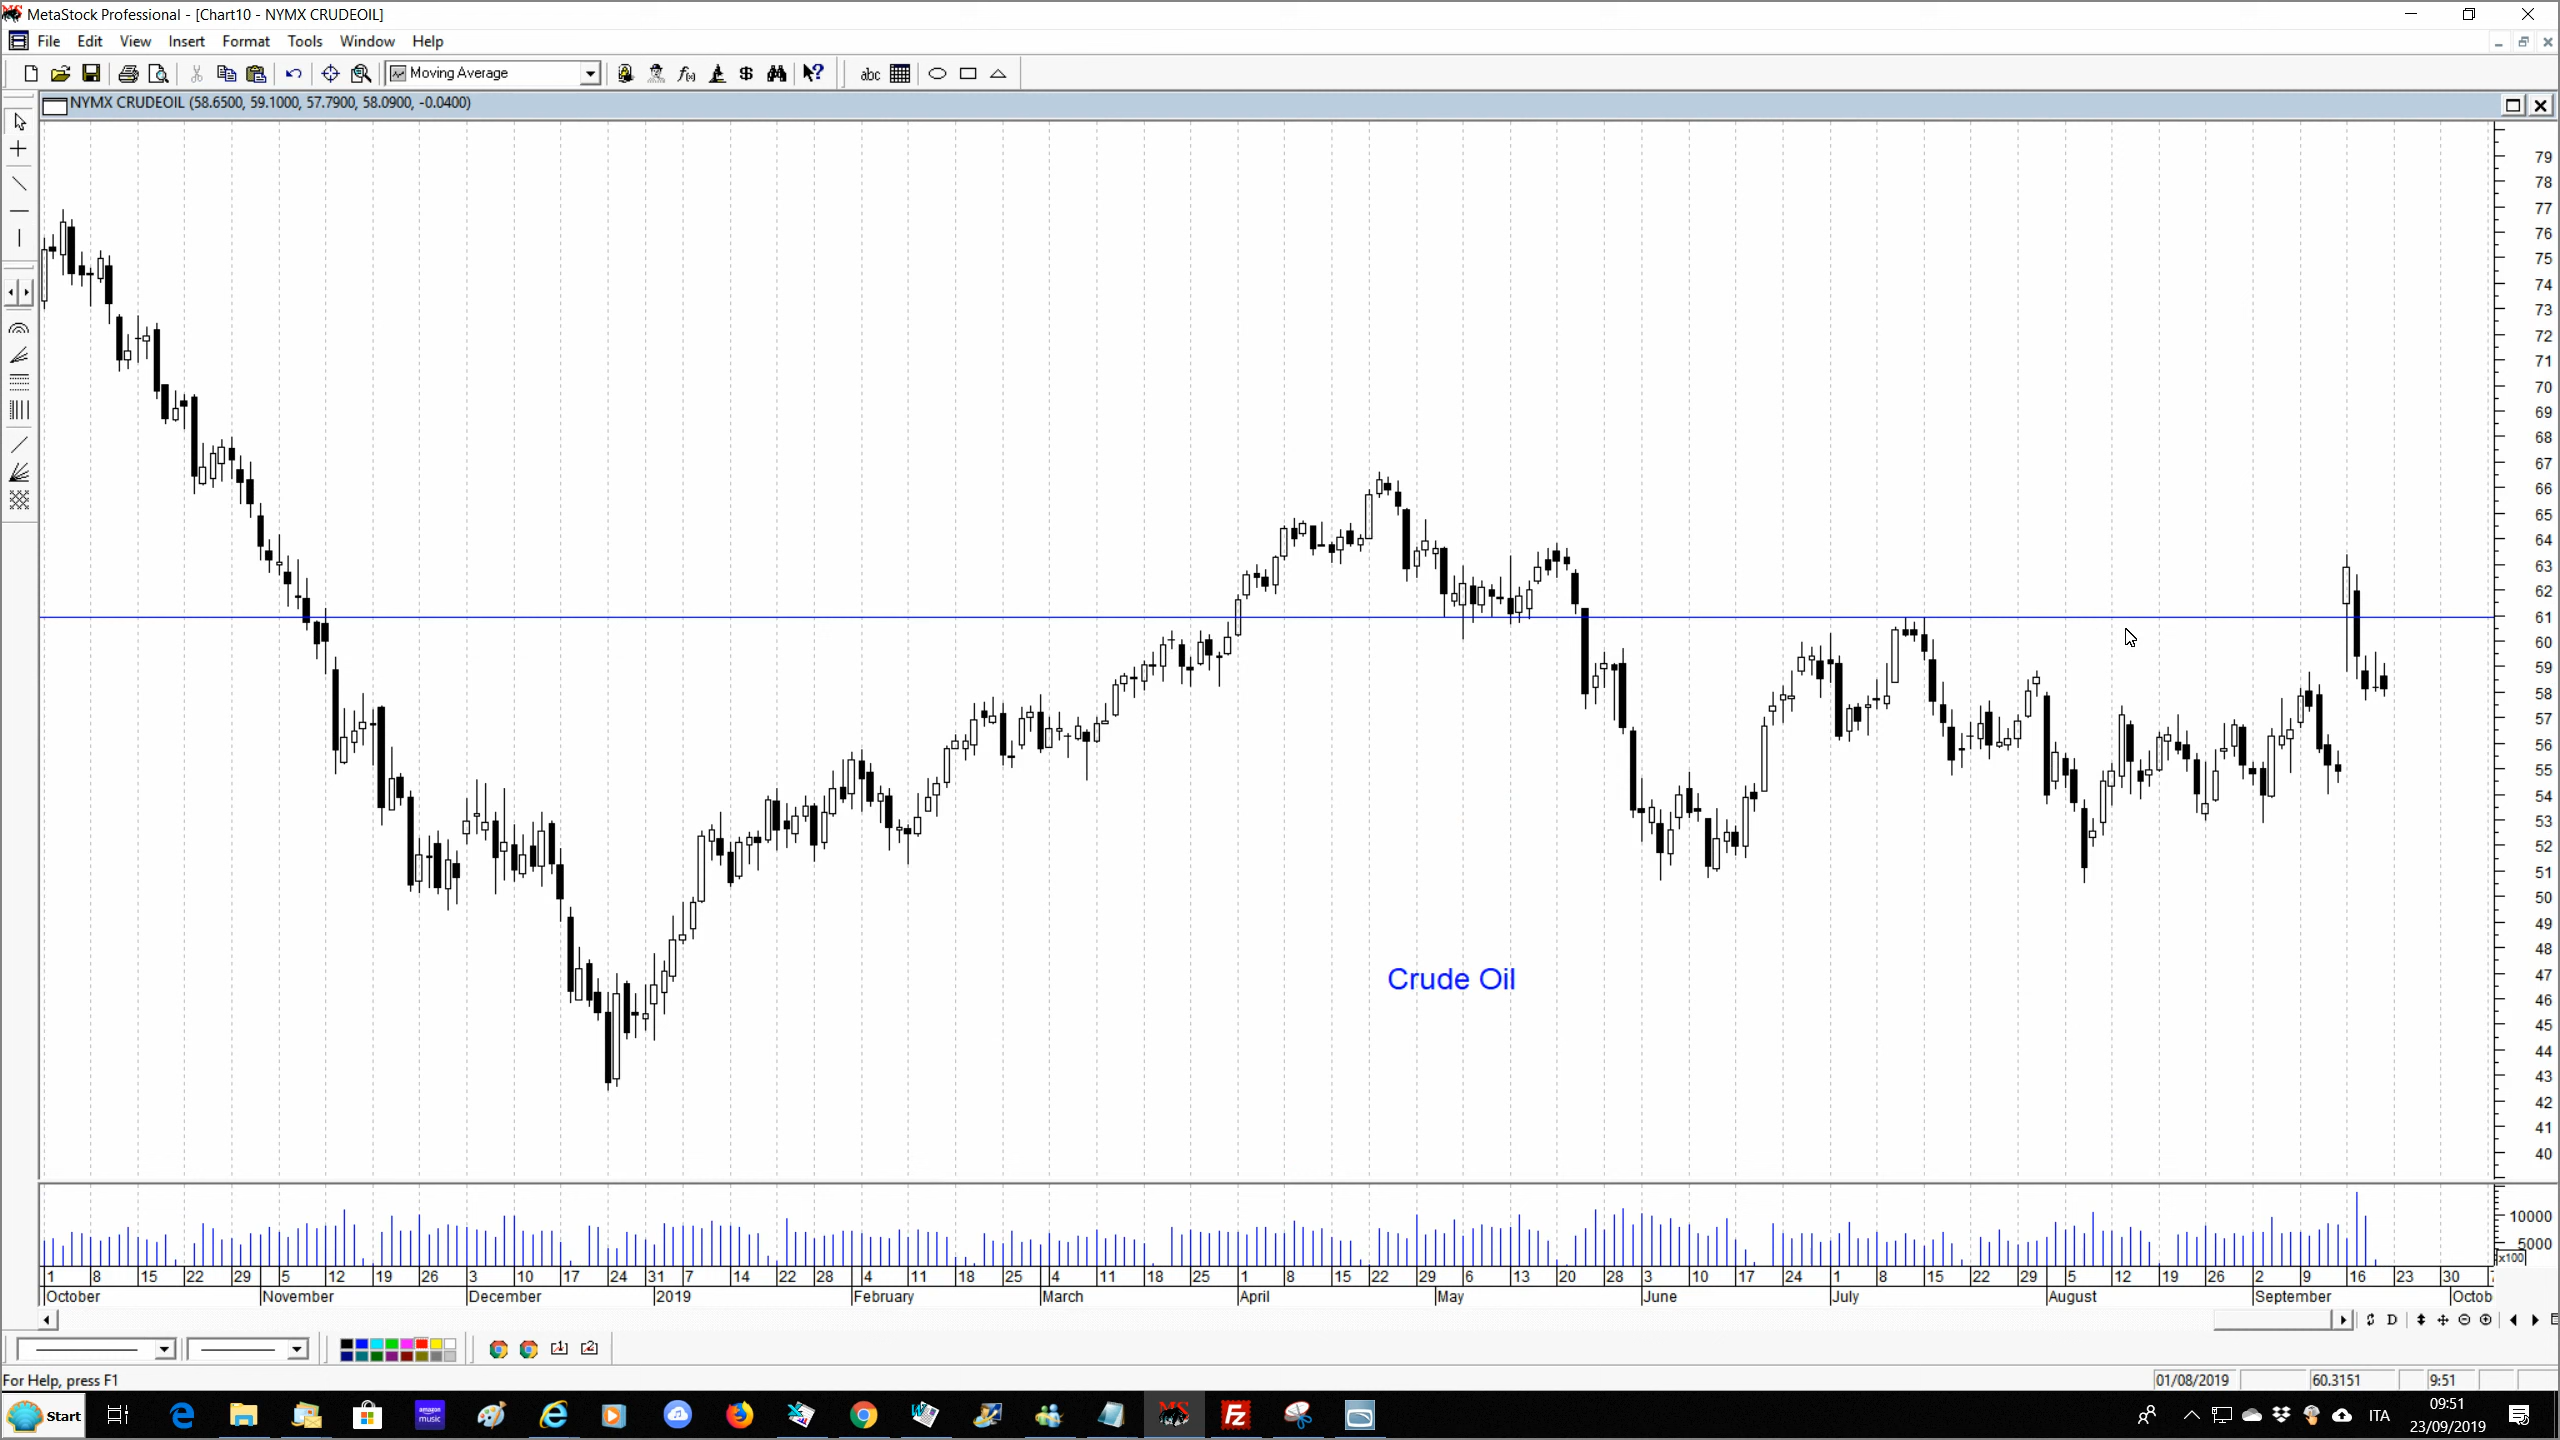 MetaStock Professional - [Chart10 - NYMX CRUDEOIL]
File Edit View Insert Format Tools Window Help
Moving Average
abc
NYMX CRUDEOIL (58.6500, 59.1000, 57.7900, 58.0900, -0.0400)
79
78
77
76
75
74
73
72
71
70
69
68
67
66
65
64
63
62
61
60
59
58
57
56
55
54
53
52
51
50
49
48
47
46
45
44
43
42
41
40
Crude Oil
10000
5000
x100
1 8 15 22 29 5 12 19 26 3 10 17 24 31 7 14 22 28 4 11 18 25 4 11 18 25 1 8 15 22 29 6 13 20 28 3 10 17 24 1 8 15 22 29 5 12 19 26 2 9 16 23 30 7
October November December 2019 February March April May June July August September Octob
D
For Help, press F1
01/08/2019 60.3151 9:51
Start
amazon music
MS
Fz
ITA
09:51
23/09/2019